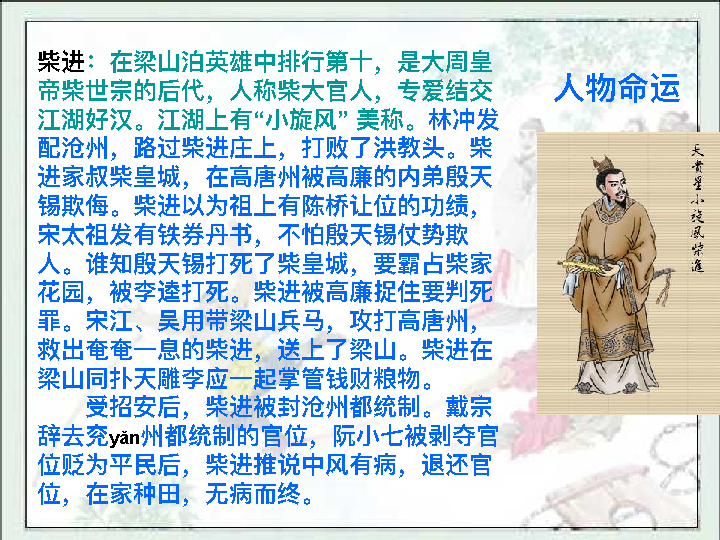 柴进：在梁山泊英雄中排行第十，是大周皇
帝柴世宗的后代，人称柴大官人，专爱结交
江湖好汉。江湖上有“小旋风” 美称。林冲发
配沧州，路过柴进庄上，打败了洪教头。柴
进家叔柴皇城，在高唐州被高廉的内弟殷天
锡欺侮。柴进以为祖上有陈桥让位的功绩，
宋太祖发有铁券丹书，不怕殷天锡仗势欺
人。谁知殷天锡打死了柴皇城，要霸占柴家
花园，被李逵打死。柴进被高廉捉住要判死
罪。宋江、吴用带梁山兵马，攻打高唐州，
救出奄奄一息的柴进，送上了梁山。柴进在
梁山同扑天雕李应一起掌管钱财粮物。
受招安后，柴进被封沧州都统制。戴宗
辞去兖yǎn州都统制的官位，阮小七被剥夺官
位贬为平民后，柴进推说中风有病，退还官
位，在家种田，无病而终。
人物命运
天貴星小旋風柴進